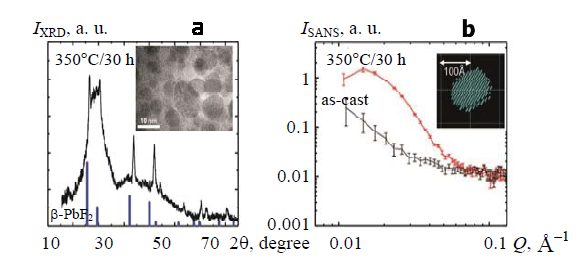 I_XRD, a. u.
a
350°C/30 h
10 nm
β-PbF₂
10 30 50 70 2θ, degree
I_SANS, a. u.
b
350°C/30 h
100Å
1
as-cast
0.1
0.01
0.001
0.01 0.1 Q, Å⁻¹